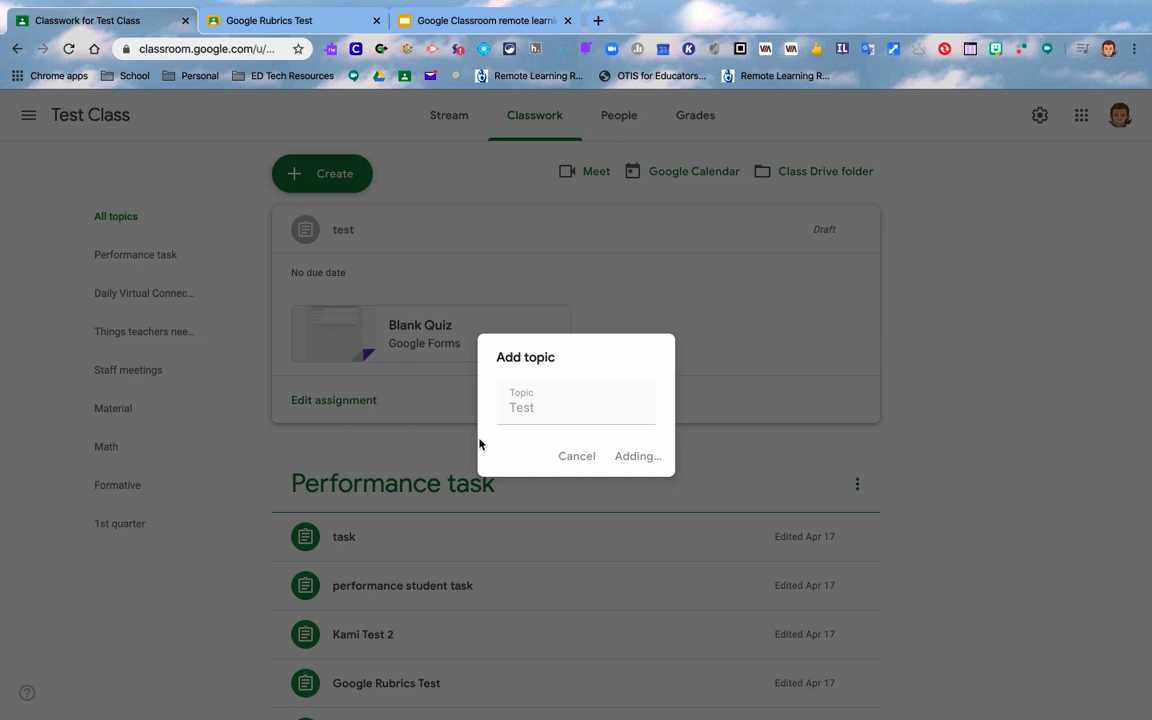 Classwork for Test Class
Google Rubrics Test
Google Classroom remote learni
classroom.google.com/u/...
Chrome apps
School
Personal
ED Tech Resources
Remote Learning R...
OTIS for Educators...
Remote Learning R...
Test Class
Stream
Classwork
People
Grades
Create
Meet
Google Calendar
Class Drive folder
All topics
Performance task
Daily Virtual Connec...
Things teachers nee...
Staff meetings
Material
Math
Formative
1st quarter
test
Draft
No due date
Blank Quiz
Google Forms
Edit assignment
Add topic
Topic
Test
Cancel
Adding...
Performance task
task
Edited Apr 17
performance student task
Edited Apr 17
Kami Test 2
Edited Apr 17
Google Rubrics Test
Edited Apr 17